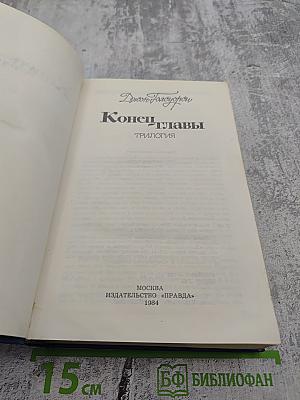 Джон Голсуорси
Конец
главы
ТРИЛОГИЯ
МОСКВА
ИЗДАТЕЛЬСТВО «ПРАВДА»
1984
15 СМ
БФ БИБЛИОФАН